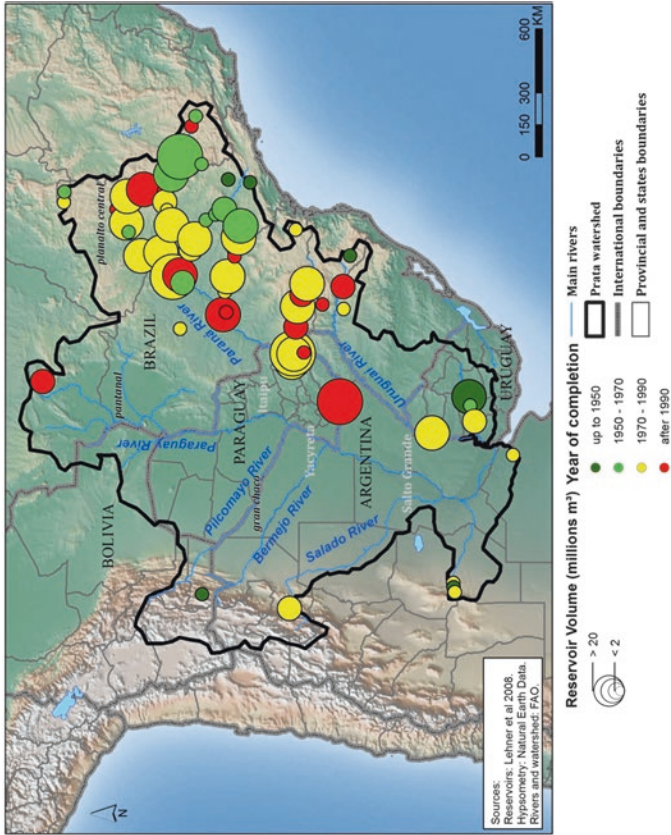 planalto central
BRAZIL
pantanal
Paraná River
PARAGUAY
Itaipu
Paraguay River
BOLIVIA
Pilcomayo River
gran chaco
Bermejo River
Yacyreta
Salado River
ARGENTINA
Salto Grande
Urugual River
URUGUAY
N
0 150 300 600
KM
Sources:
Reservoirs: Lehner et al 2008.
Hypsometry: Natural Earth Data.
Rivers and watershed: FAO.
Reservoir Volume (millions m³)
> 20
< 2
Year of completion
up to 1950
1950 - 1970
1970 - 1990
after 1990
Main rivers
Prata watershed
International boundaries
Provincial and states boundaries